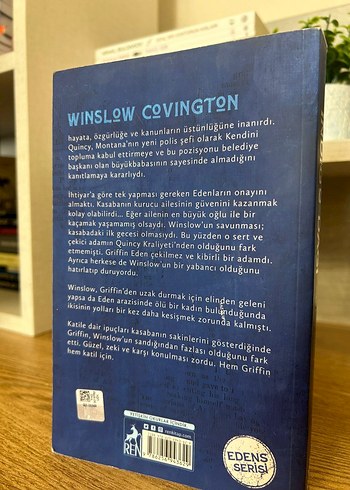 WINSLOW COVINGTON
hayata, özgürlüğe ve kanunların üstünlüğüne inanırdı.
Quincy, Montana'nın yeni polis şefi olarak Kendini
topluma kabul ettirmeye ve bu pozisyonu belediye
başkanı olan büyükbabasının sayesinde almadığını
kanıtlamaya kararlıydı.
İhtiyar'a göre tek yapması gereken Edenların onayını
almaktı. Kasabanın kurucu ailesinin güvenini kazanmak
kolay olabilirdi... Eğer ailenin en büyük oğlu ile bir
kaçamak yaşamamış olsaydı. Winslow'un savunması;
kasabadaki ilk gecesi olmasıydı. Bu yüzden o sert ve
çekici adamın Quincy Kraliyeti'nden olduğunu fark
etmemişti. Griffin Eden çekilmez ve kibirli bir adamdı.
Ayrıca herkese de Winslow'un bir yabancı olduğunu
hatırlatıp duruyordu.
Winslow, Griffin'den uzak durmak için elinden geleni
yapsa da Eden arazisinde ölü bir kadın bulunduğunda
ikisinin yolları bir kez daha kesişmek zorunda kalmıştı.
Katile dair ipuçları kasabanın sakinlerini gösterdiğinde
Griffin, Winslow'un sandığından fazlası olduğunu fark
etti. Güzel, zeki ve karşı konulması zordu. Hem Griffin
hem katil için.
YETİŞKİN OKURLAR İÇİNDİR
REN
EDENS
SERİSİ